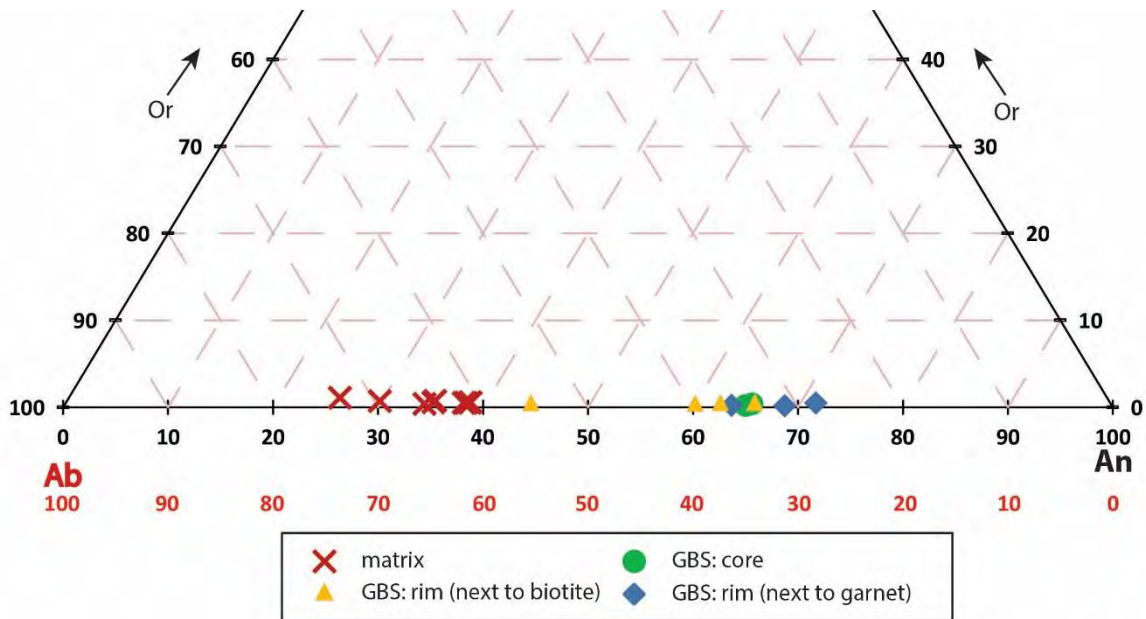 60 40
Or Or
70 30
80 20
90 10
100 0
0 10 20 30 40 50 60 70 80 90 100
Ab An
100 90 80 70 60 50 40 30 20 10 0
matrix GBS: core
GBS: rim (next to biotite) GBS: rim (next to garnet)